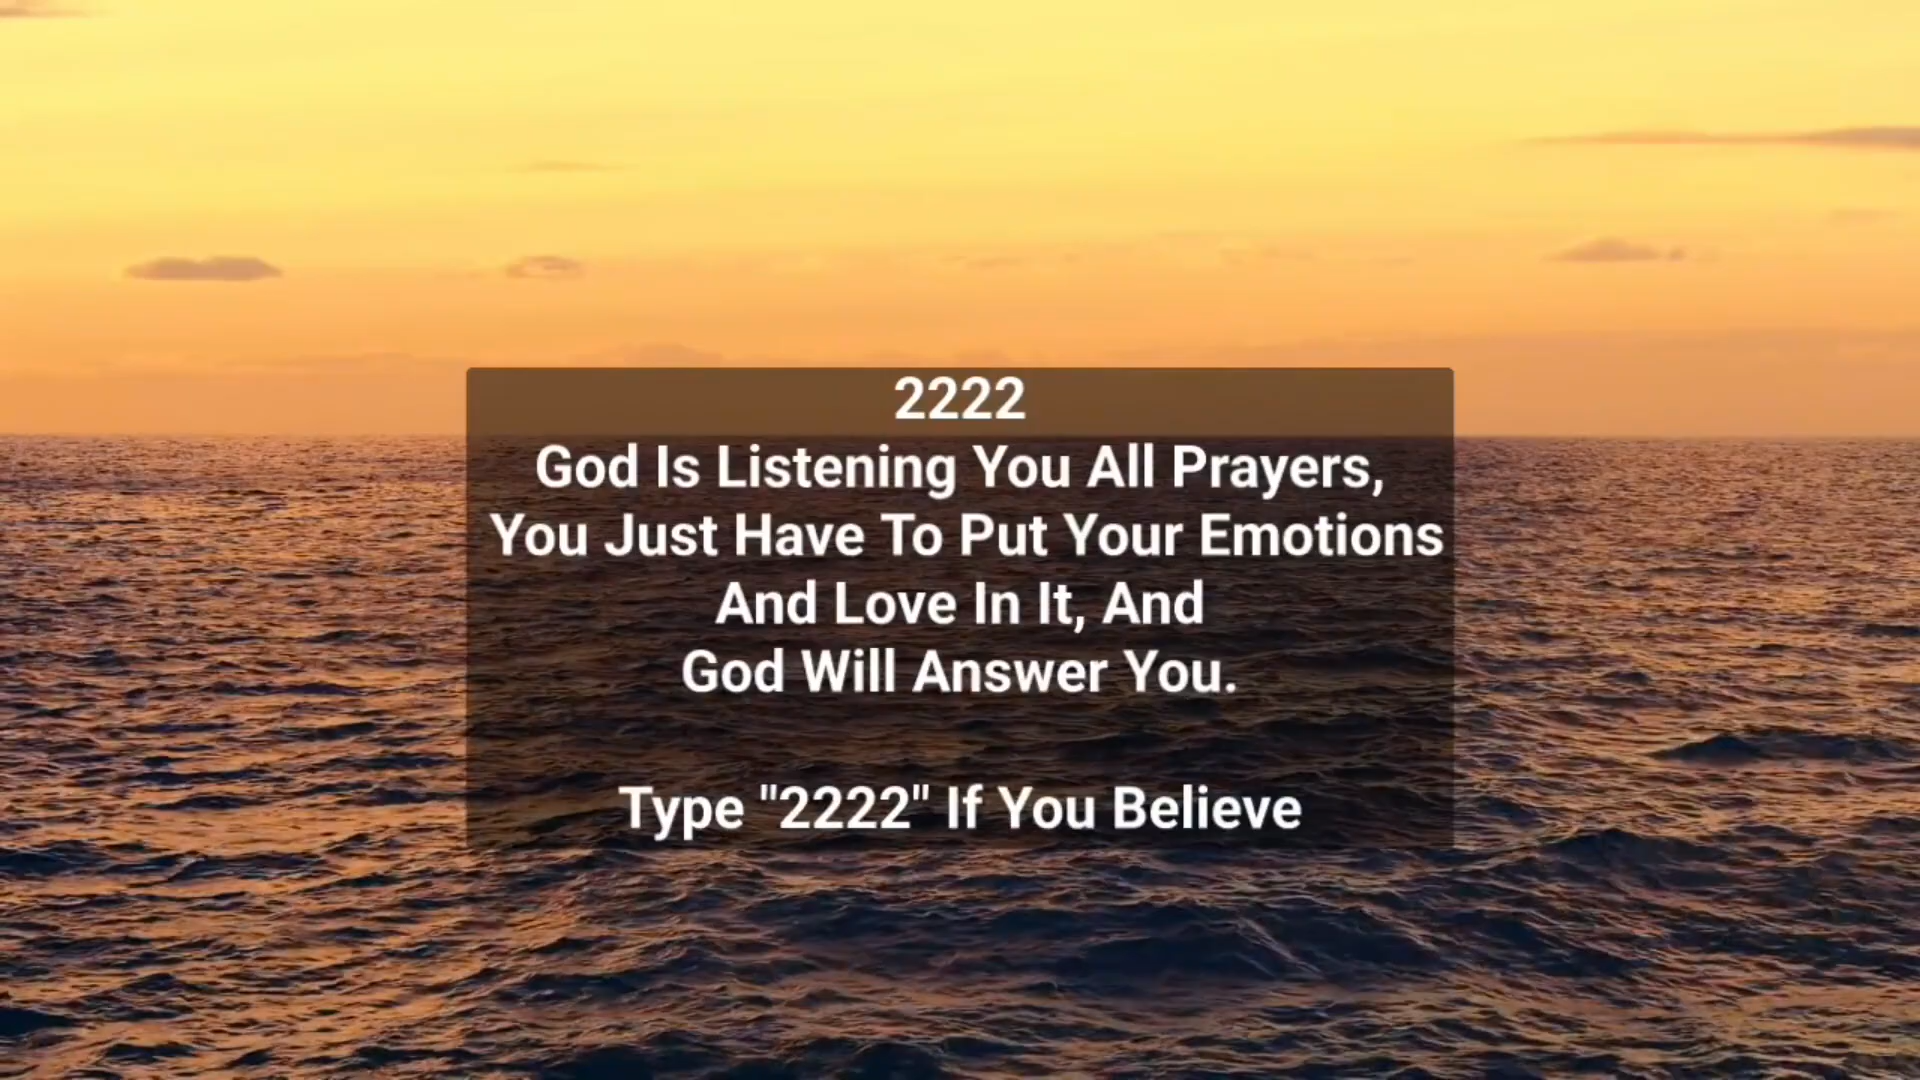 2222
God Is Listening You All Prayers,
You Just Have To Put Your Emotions
And Love In It, And
God Will Answer You.
Type "2222" If You Believe